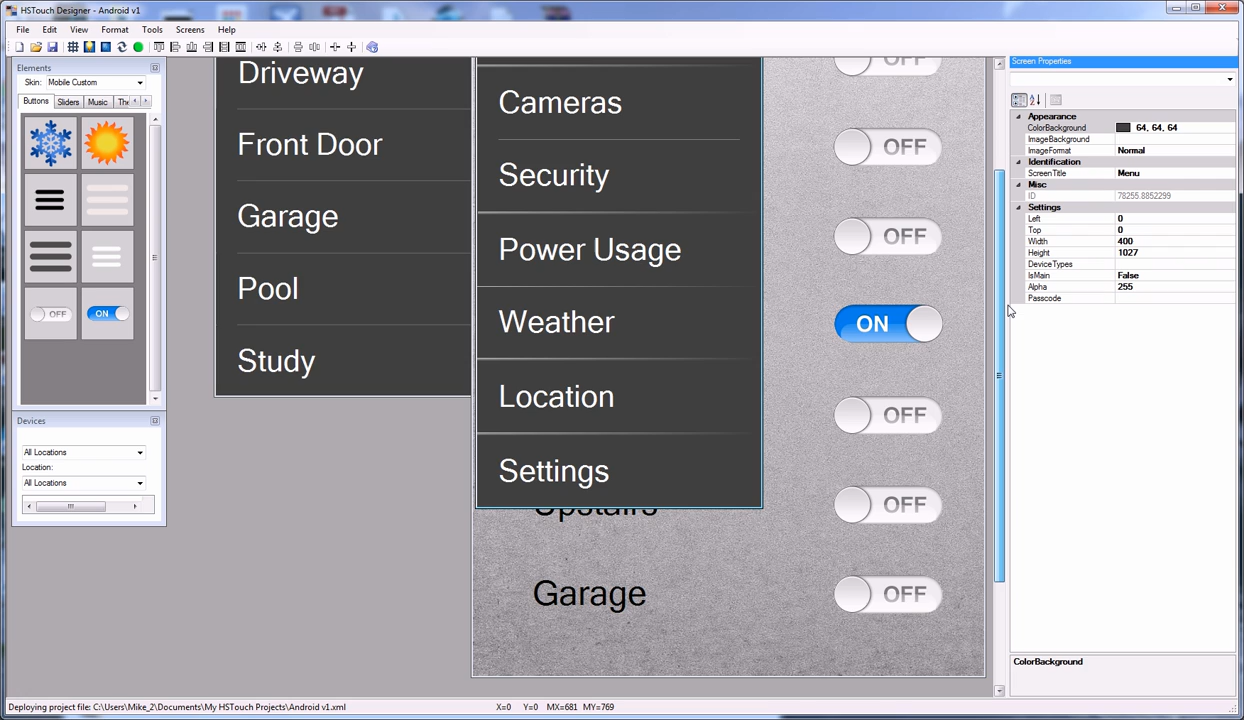 HSTouch Designer - Android v1
File Edit View Format Tools Screens Help
Elements
Skin: Mobile Custom
Buttons Sliders Music
OFF ON
Devices
All Locations
Location:
All Locations
Driveway
Front Door
Garage
Pool
Study
Cameras
Security
Power Usage
Weather
Location
Settings
OFF
OFF
OFF
ON
OFF
Upstairs OFF
Garage OFF
Screen Properties
Appearance
ColorBackground 64, 64, 64
ImageBackground
ImageFormat Normal
Identification
ScreenTitle Menu
Misc
ID 78255.8852299
Settings
Left 0
Top 0
Width 400
Height 1027
DeviceTypes
IsMain False
Alpha 255
Passcode
ColorBackground
Deploying project file: C:\Users\Mike_2\Documents\My HSTouch Projects\Android v1.xml X=0 Y=0 MX=681 MY=769